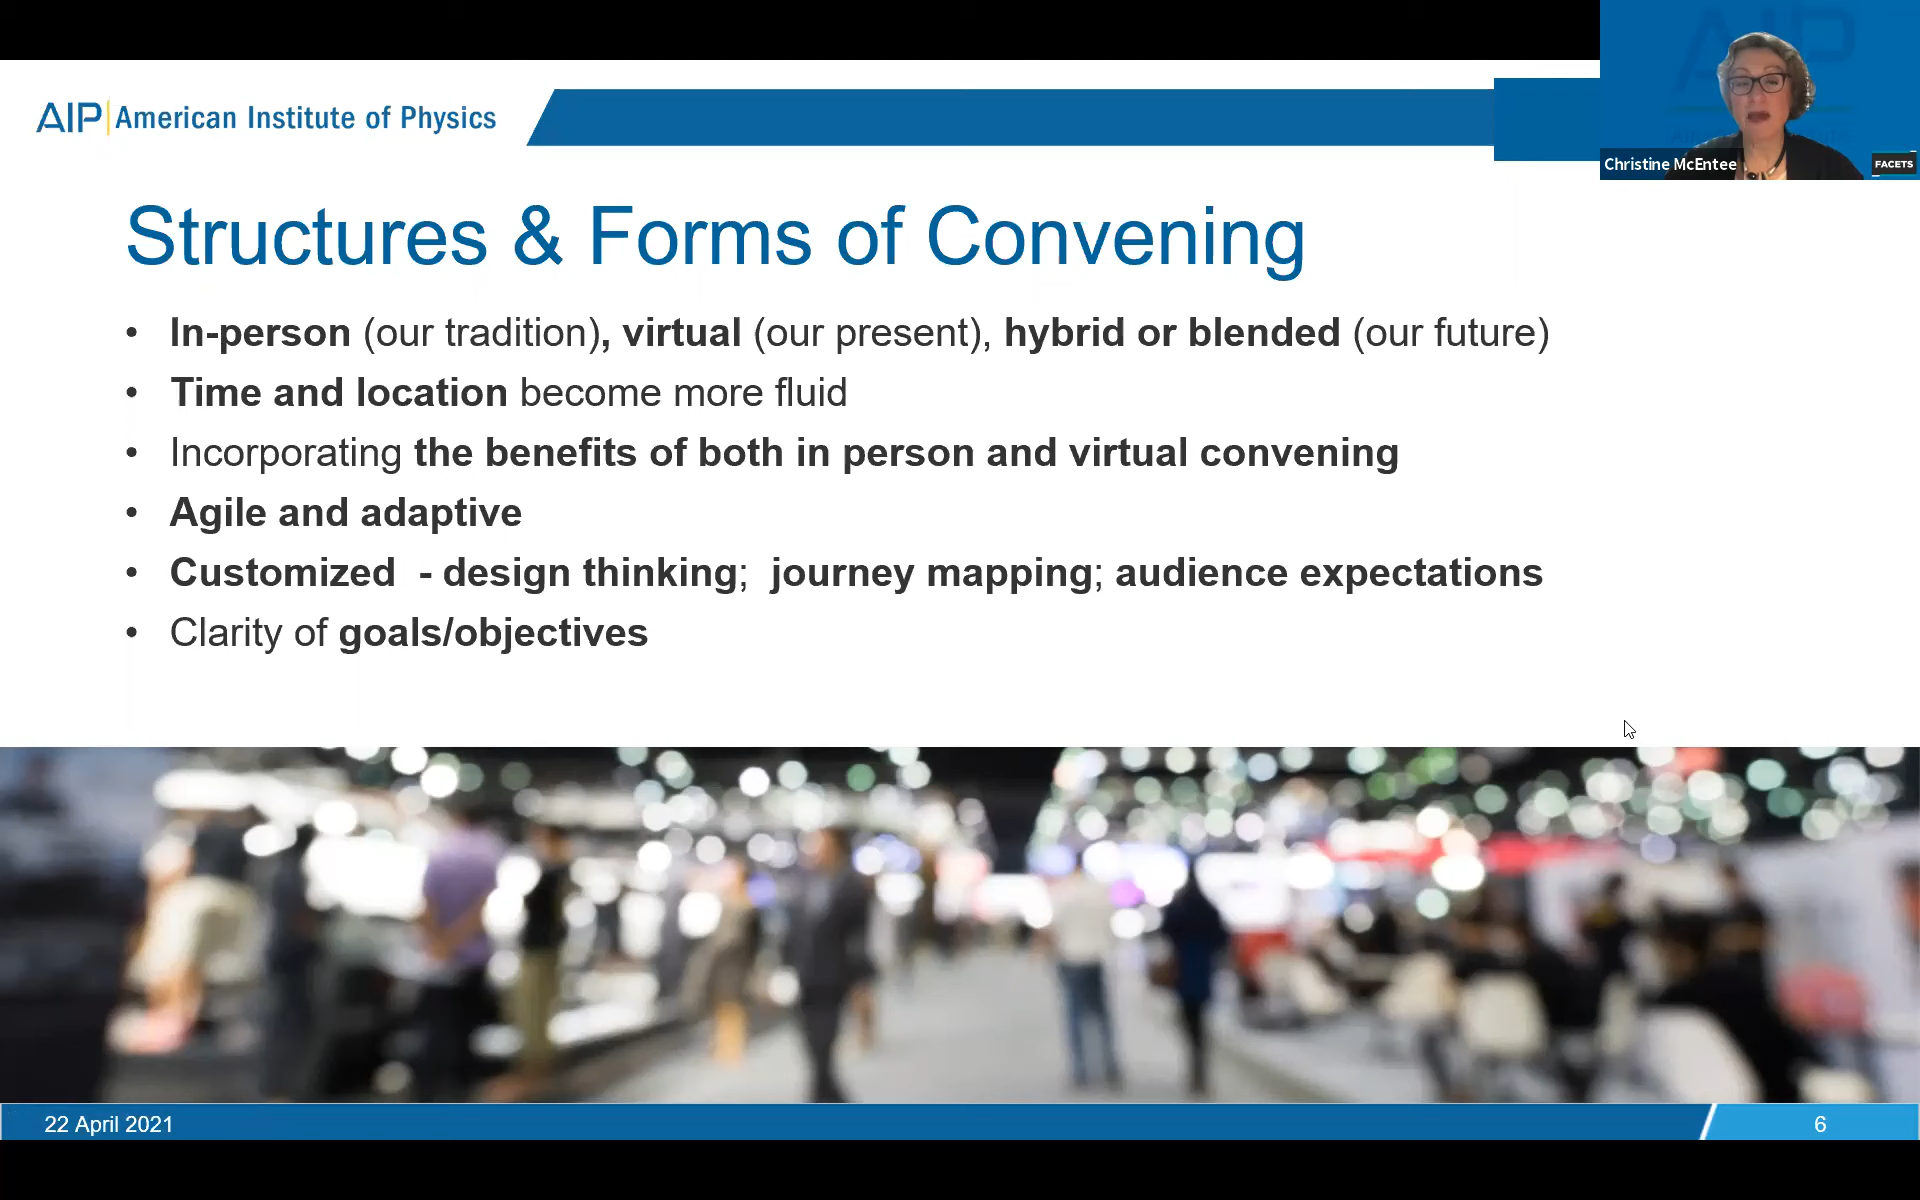 AIP American Institute of Physics
Christine McEntee
FACETS
Structures & Forms of Convening
• In-person (our tradition), virtual (our present), hybrid or blended (our future)
• Time and location become more fluid
• Incorporating the benefits of both in person and virtual convening
• Agile and adaptive
• Customized  - design thinking;  journey mapping; audience expectations
• Clarity of goals/objectives
22 April 2021
6